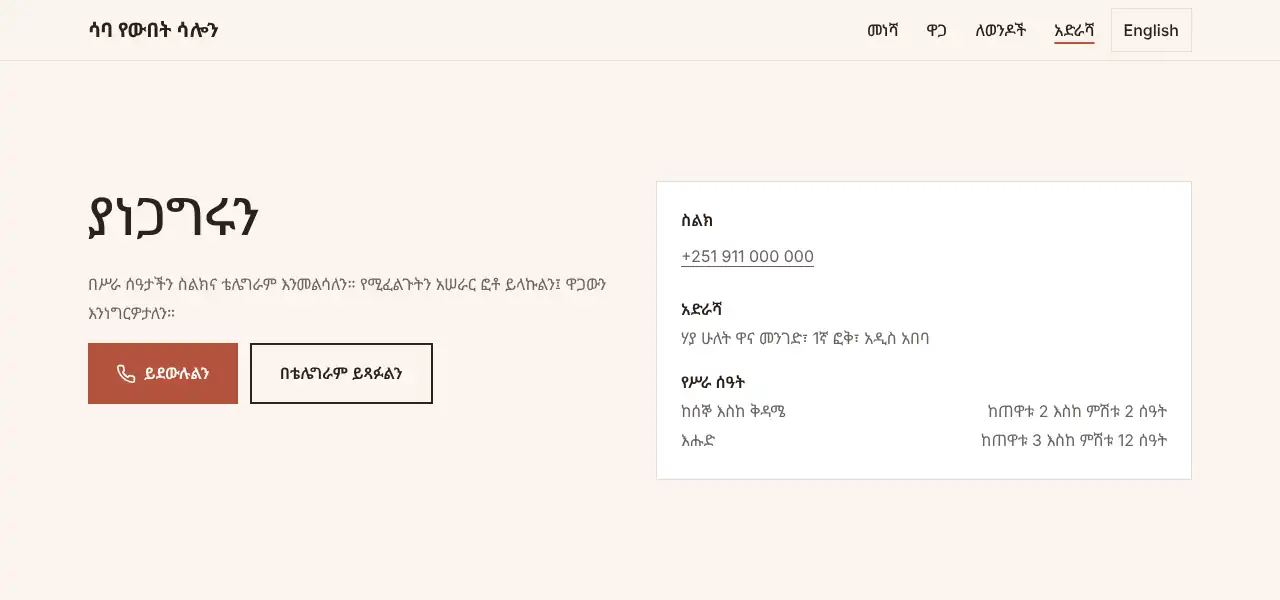 ሳባ የውበት ሳሎን
መነሻ
ዋጋ
ለወንዶች
አድራሻ
English
ያነጋግሩን
በሥራ ሰዓታችን ስልክና ቴሌግራም እንመልሳለን። የሚፈልጉትን አሠራር ፎቶ ይላኩልን፤ ዋጋውን
እንነግርዎታለን።
ይደውሉልን
በቴሌግራም ይጻፉልን
ስልክ
+251 911 000 000
አድራሻ
ሃያ ሁለት ዋና መንገድ፣ 1ኛ ፎቅ፣ አዲስ አበባ
የሥራ ሰዓት
ከሰኞ እስከ ቅዳሜ ከጠዋቱ 2 እስከ ምሽቱ 2 ሰዓት
እሑድ ከጠዋቱ 3 እስከ ምሽቱ 12 ሰዓት